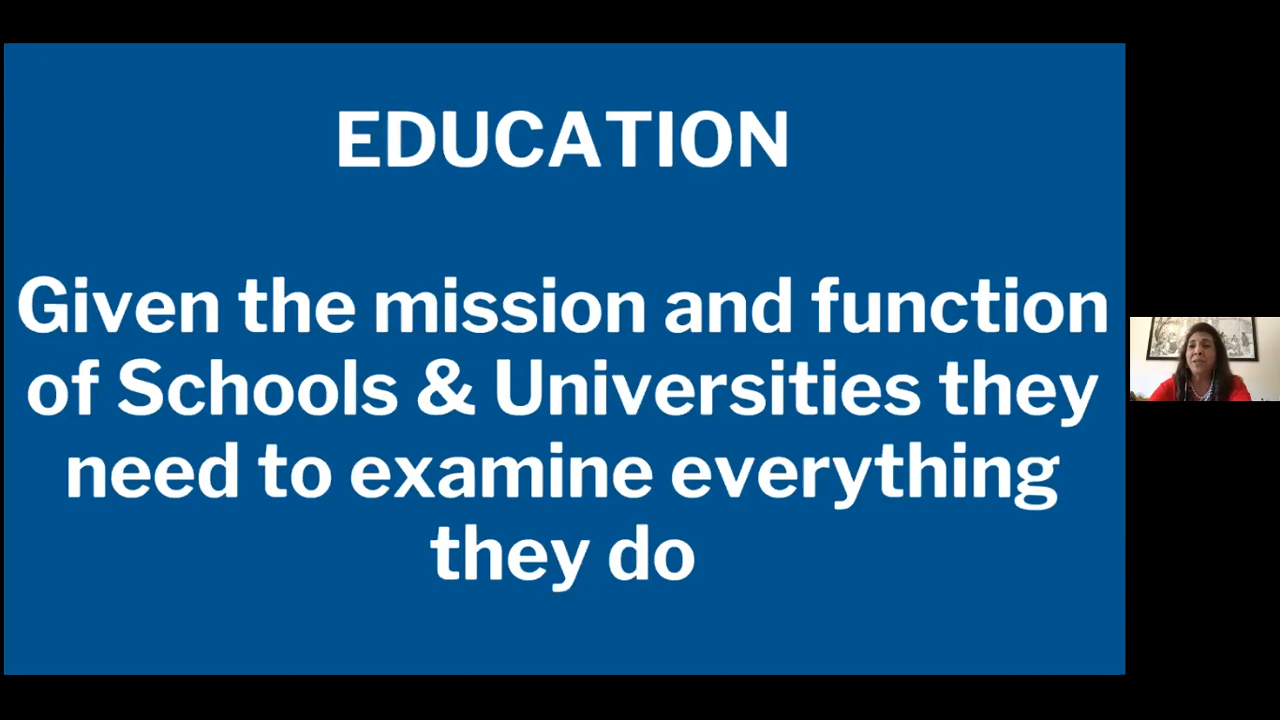 EDUCATION
Given the mission and function
of Schools & Universities they
need to examine everything
they do